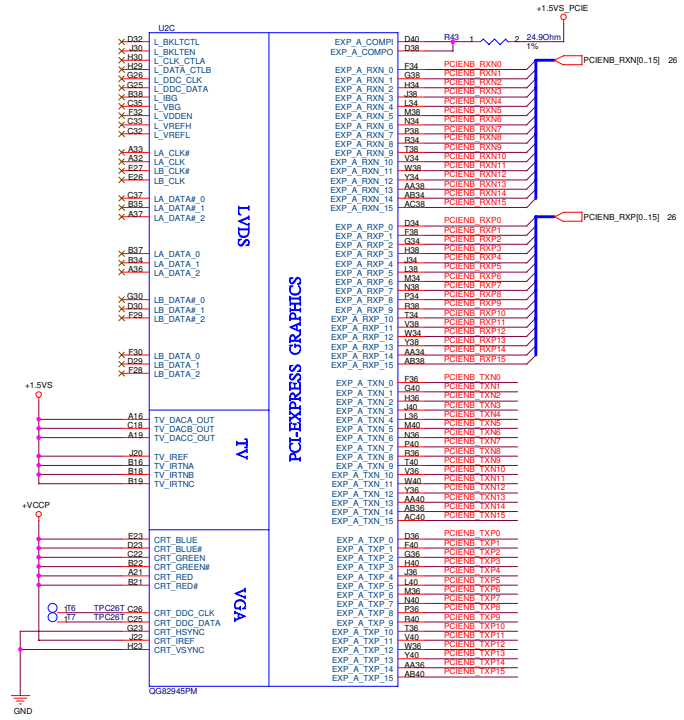 +1.5VS_PCIE
U2C
D32 L_BKLTCTL EXP_A_COMPI D40 R43 1 2 24.9Ohm
J30 L_BKLTEN EXP_A_COMPO D38 1%
H30 L_CLK_CTLA
H29 L_DATA_CTLB EXP_A_RXN_0 F34 PCIENB_RXN0 PCIENB_RXN[0..15] 26
G26 L_DDC_CLK EXP_A_RXN_1 G38 PCIENB_RXN1
G25 L_DDC_DATA EXP_A_RXN_2 H34 PCIENB_RXN2
B38 L_IBG EXP_A_RXN_3 J38 PCIENB_RXN3
C35 L_VBG EXP_A_RXN_4 L34 PCIENB_RXN4
F32 L_VDDEN EXP_A_RXN_5 M38 PCIENB_RXN5
C33 L_VREFH EXP_A_RXN_6 N34 PCIENB_RXN6
C32 L_VREFL EXP_A_RXN_7 P38 PCIENB_RXN7
EXP_A_RXN_8 R34 PCIENB_RXN8
A33 LA_CLK# EXP_A_RXN_9 T38 PCIENB_RXN9
A32 LA_CLK EXP_A_RXN_10 V34 PCIENB_RXN10
E27 LB_CLK# EXP_A_RXN_11 W38 PCIENB_RXN11
E26 LB_CLK EXP_A_RXN_12 Y34 PCIENB_RXN12
EXP_A_RXN_13 AA38 PCIENB_RXN13
C37 LA_DATA#_0 EXP_A_RXN_14 AB34 PCIENB_RXN14
B35 LA_DATA#_1 EXP_A_RXN_15 AC38 PCIENB_RXN15
A37 LA_DATA#_2
LVDS
EXP_A_RXP_0 D34 PCIENB_RXP0 PCIENB_RXP[0..15] 26
EXP_A_RXP_1 F38 PCIENB_RXP1
EXP_A_RXP_2 G34 PCIENB_RXP2
B37 LA_DATA_0 EXP_A_RXP_3 H38 PCIENB_RXP3
B34 LA_DATA_1 EXP_A_RXP_4 J34 PCIENB_RXP4
A36 LA_DATA_2 EXP_A_RXP_5 L38 PCIENB_RXP5
EXP_A_RXP_6 M34 PCIENB_RXP6
EXP_A_RXP_7 N38 PCIENB_RXP7
G30 LB_DATA#_0 EXP_A_RXP_8 P34 PCIENB_RXP8
D30 LB_DATA#_1 EXP_A_RXP_9 R38 PCIENB_RXP9
F29 LB_DATA#_2 EXP_A_RXP_10 T34 PCIENB_RXP10
EXP_A_RXP_11 V38 PCIENB_RXP11
EXP_A_RXP_12 W34 PCIENB_RXP12
EXP_A_RXP_13 Y38 PCIENB_RXP13
F30 LB_DATA_0 EXP_A_RXP_14 AA34 PCIENB_RXP14
D29 LB_DATA_1 EXP_A_RXP_15 AB38 PCIENB_RXP15
F28 LB_DATA_2
PCI-EXPRESS GRAPHICS
+1.5VS
EXP_A_TXN_0 F36 PCIENB_TXN0
EXP_A_TXN_1 G40 PCIENB_TXN1
EXP_A_TXN_2 H36 PCIENB_TXN2
EXP_A_TXN_3 J40 PCIENB_TXN3
A16 TV_DACA_OUT EXP_A_TXN_4 L36 PCIENB_TXN4
C18 TV_DACB_OUT EXP_A_TXN_5 M40 PCIENB_TXN5
A19 TV_DACC_OUT EXP_A_TXN_6 N36 PCIENB_TXN6
TV
EXP_A_TXN_7 P40 PCIENB_TXN7
J20 TV_IREF EXP_A_TXN_8 R36 PCIENB_TXN8
B16 TV_IRTNA EXP_A_TXN_9 T40 PCIENB_TXN9
B18 TV_IRTNB EXP_A_TXN_10 V36 PCIENB_TXN10
B19 TV_IRTNC EXP_A_TXN_11 W40 PCIENB_TXN11
EXP_A_TXN_12 Y36 PCIENB_TXN12
+VCCP
EXP_A_TXN_13 AA40 PCIENB_TXN13
EXP_A_TXN_14 AB36 PCIENB_TXN14
EXP_A_TXN_15 AC40 PCIENB_TXN15
E23 CRT_BLUE EXP_A_TXP_0 D36 PCIENB_TXP0
D23 CRT_BLUE# EXP_A_TXP_1 F40 PCIENB_TXP1
C22 CRT_GREEN EXP_A_TXP_2 G36 PCIENB_TXP2
B22 CRT_GREEN# EXP_A_TXP_3 H40 PCIENB_TXP3
A21 CRT_RED EXP_A_TXP_4 J36 PCIENB_TXP4
B21 CRT_RED# EXP_A_TXP_5 L40 PCIENB_TXP5
VGA
EXP_A_TXP_6 M36 PCIENB_TXP6
EXP_A_TXP_7 N40 PCIENB_TXP7
1 T6 TPC26T C26 CRT_DDC_CLK EXP_A_TXP_8 P36 PCIENB_TXP8
1 T7 TPC26T C25 CRT_DDC_DATA EXP_A_TXP_9 R40 PCIENB_TXP9
G23 CRT_HSYNC EXP_A_TXP_10 T36 PCIENB_TXP10
J22 CRT_IREF EXP_A_TXP_11 V40 PCIENB_TXP11
H23 CRT_VSYNC EXP_A_TXP_12 W36 PCIENB_TXP12
EXP_A_TXP_13 Y40 PCIENB_TXP13
EXP_A_TXP_14 AA36 PCIENB_TXP14
EXP_A_TXP_15 AB40 PCIENB_TXP15
QG82945PM
GND